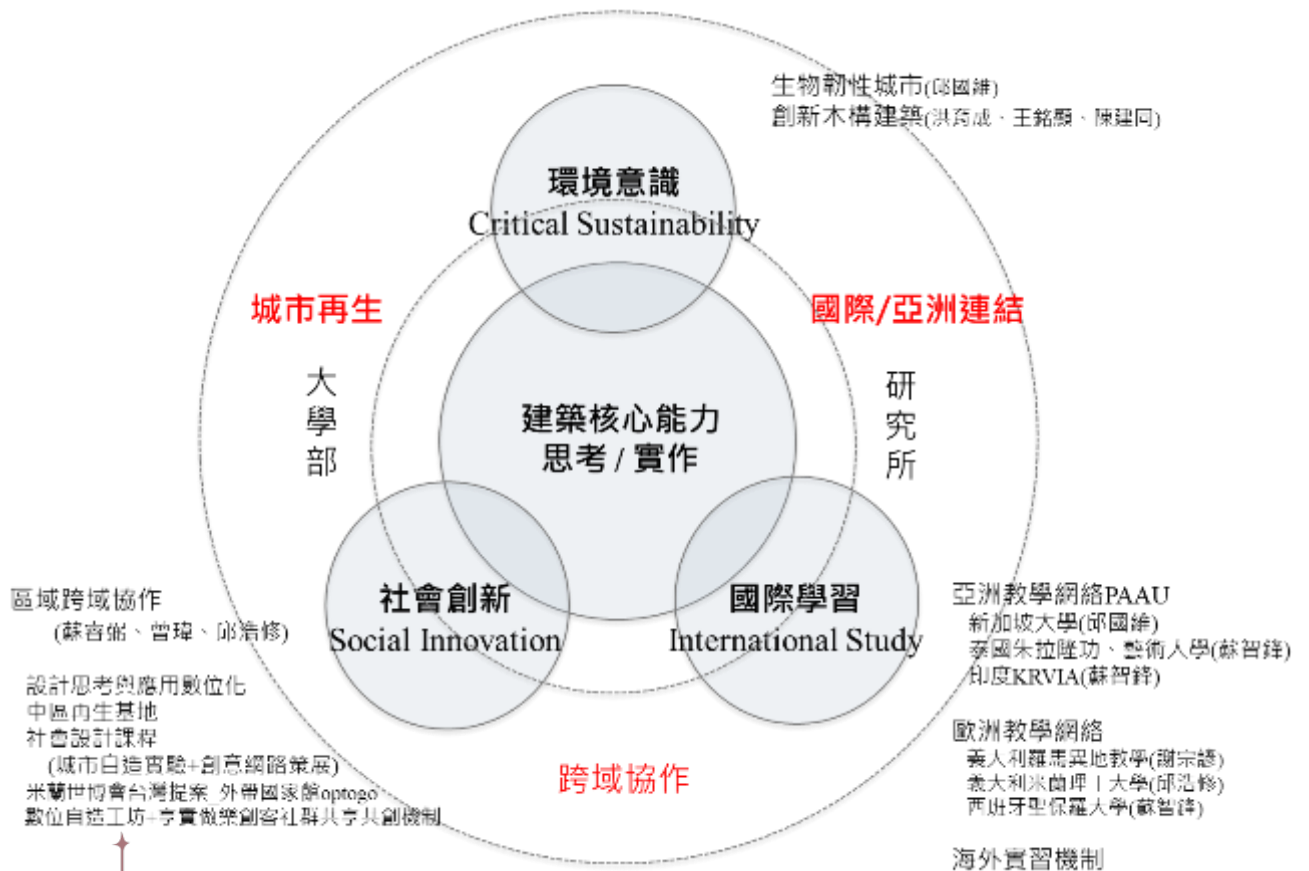 生物韌性城市(邱國維)
創新木構建築(洪育成、王銘顯、陳建同)
環境意識
Critical Sustainability
城市再生
國際/亞洲連結
大學部
研究所
建築核心能力
思考 / 實作
社會創新
Social Innovation
國際學習
International Study
跨域協作
區域跨域協作
(蘇睿弼、曾瑋、邱浩修)
設計思考與應用數位化
中區再生基地
社會設計課程
(城市自造實驗+創意網路策展)
米蘭世博會台灣提案_外帶國家館optogo
數位自造工坊+享實做樂創客社群共享共創機制
亞洲教學網絡PAAU
新加坡大學(邱國維)
泰國朱拉隆功、藝術大學(蘇智鋒)
印度KRVIA(蘇智鋒)
歐洲教學網絡
義大利羅馬異地教學(謝宗諺)
義大利米蘭理工大學(邱浩修)
西班牙聖保羅大學(蘇智鋒)
海外實習機制